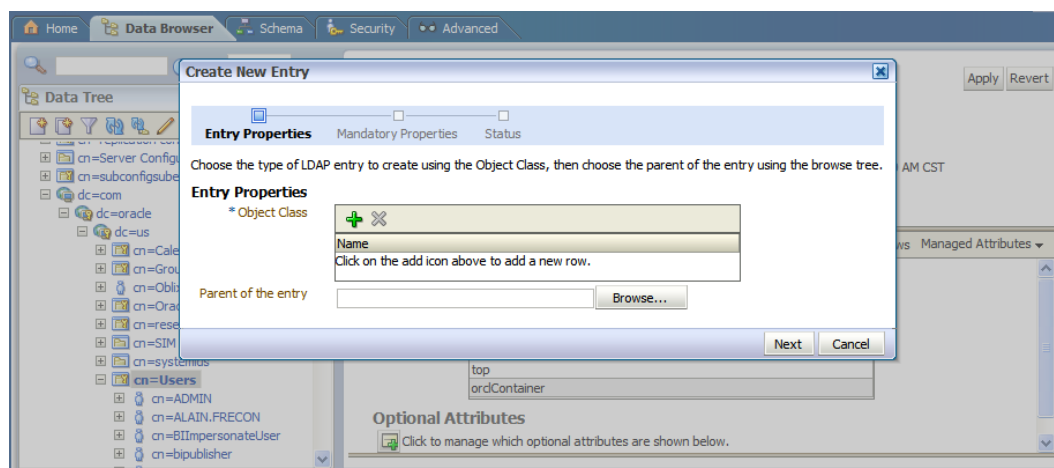 Home Data Browser Schema Security Advanced
Create New Entry
Apply Revert
Data Tree
Entry Properties Mandatory Properties Status
cn=Server Configu
Choose the type of LDAP entry to create using the Object Class, then choose the parent of the entry using the browse tree.
AM CST
cn=subconfigsube
dc=com
Entry Properties
dc=oracle
* Object Class
dc=us
Name
ws Managed Attributes
cn=Cale
Click on the add icon above to add a new row.
cn=Grou
cn=Oblix
Parent of the entry
Browse...
cn=Orac
cn=rese
cn=SIM
Next Cancel
cn=systemids
top
cn=Users
orclContainer
cn=ADMIN
cn=ALAIN.FRECON
Optional Attributes
cn=BIImpersonateUser
Click to manage which optional attributes are shown below.
cn=bipublisher